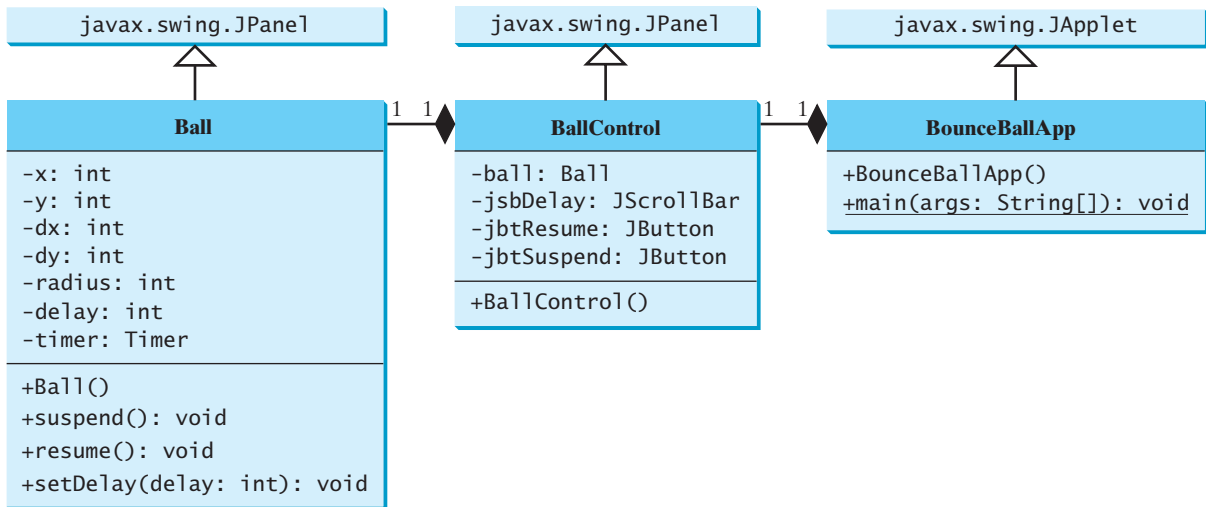 javax.swing.JPanel
Ball
-x: int
-y: int
-dx: int
-dy: int
-radius: int
-delay: int
-timer: Timer
+Ball()
+suspend(): void
+resume(): void
+setDelay(delay: int): void
1 1
javax.swing.JPanel
BallControl
-ball: Ball
-jsbDelay: JScrollBar
-jbtResume: JButton
-jbtSuspend: JButton
+BallControl()
1 1
javax.swing.JApplet
BounceBallApp
+BounceBallApp()
+main(args: String[]): void